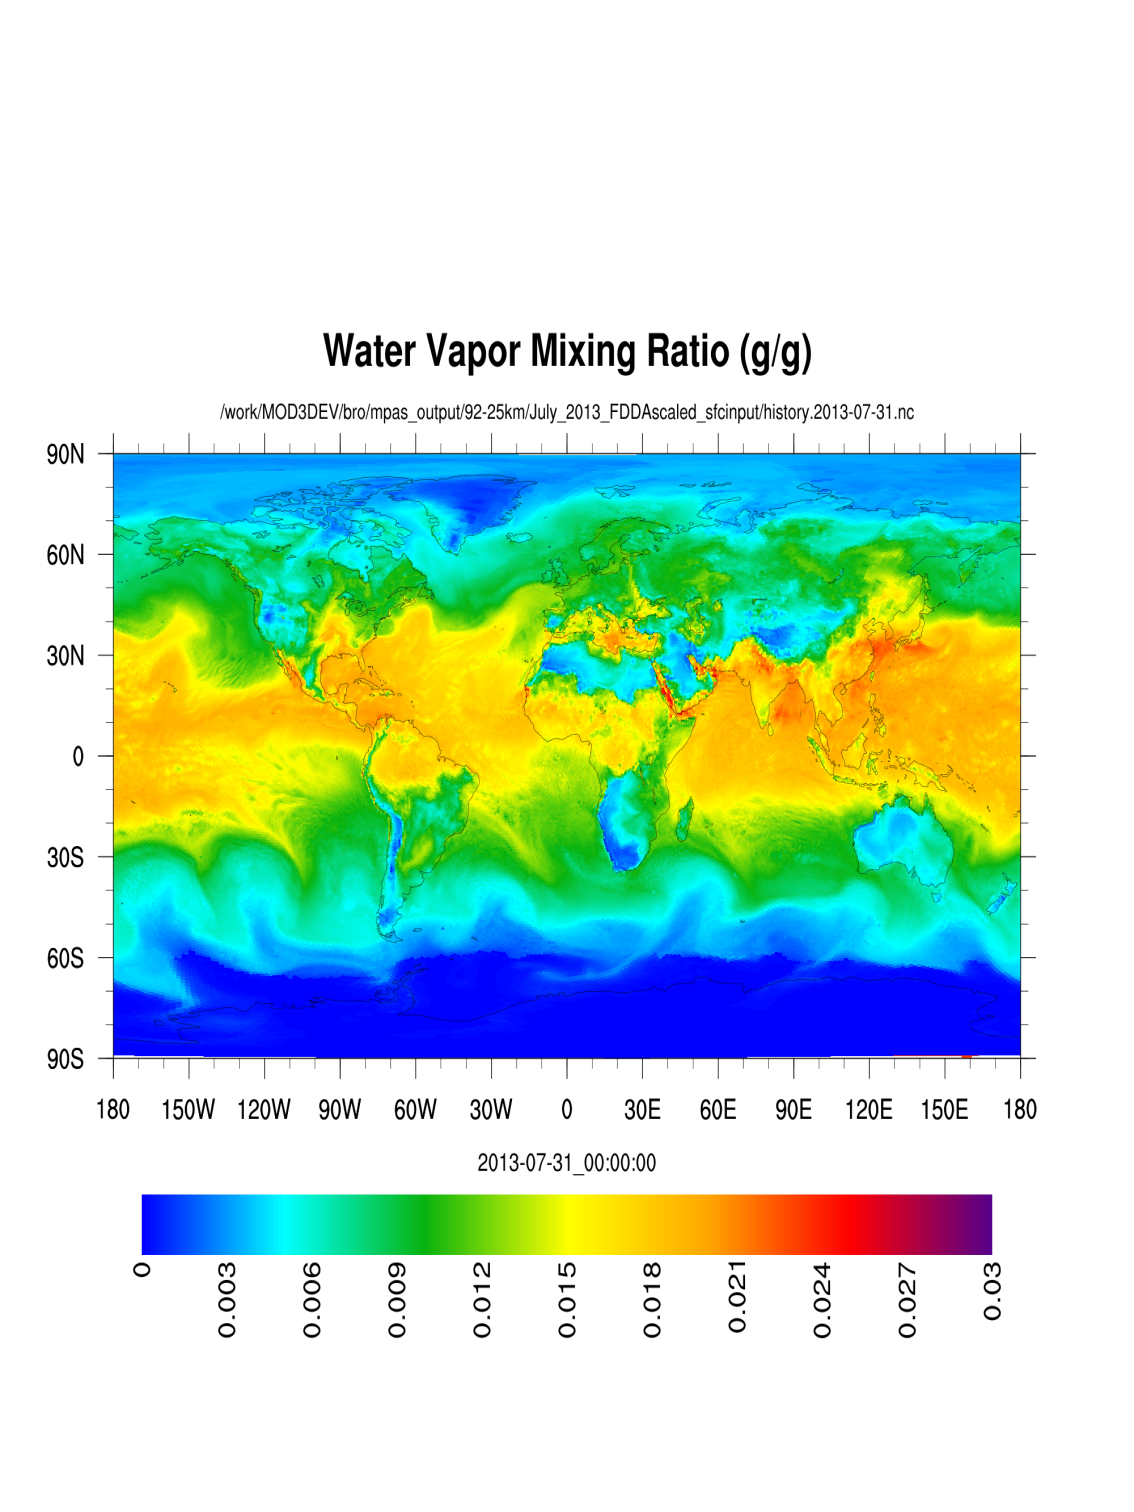 Water Vapor Mixing Ratio (g/g)
/work/MOD3DEV/bro/mpas_output/92-25km/July_2013_FDDAscaled_sfcinput/history.2013-07-31.nc
90N
60N
30N
0
30S
60S
90S
180 150W 120W 90W 60W 30W 0 30E 60E 90E 120E 150E 180
2013-07-31_00:00:00
0 0.003 0.006 0.009 0.012 0.015 0.018 0.021 0.024 0.027 0.03